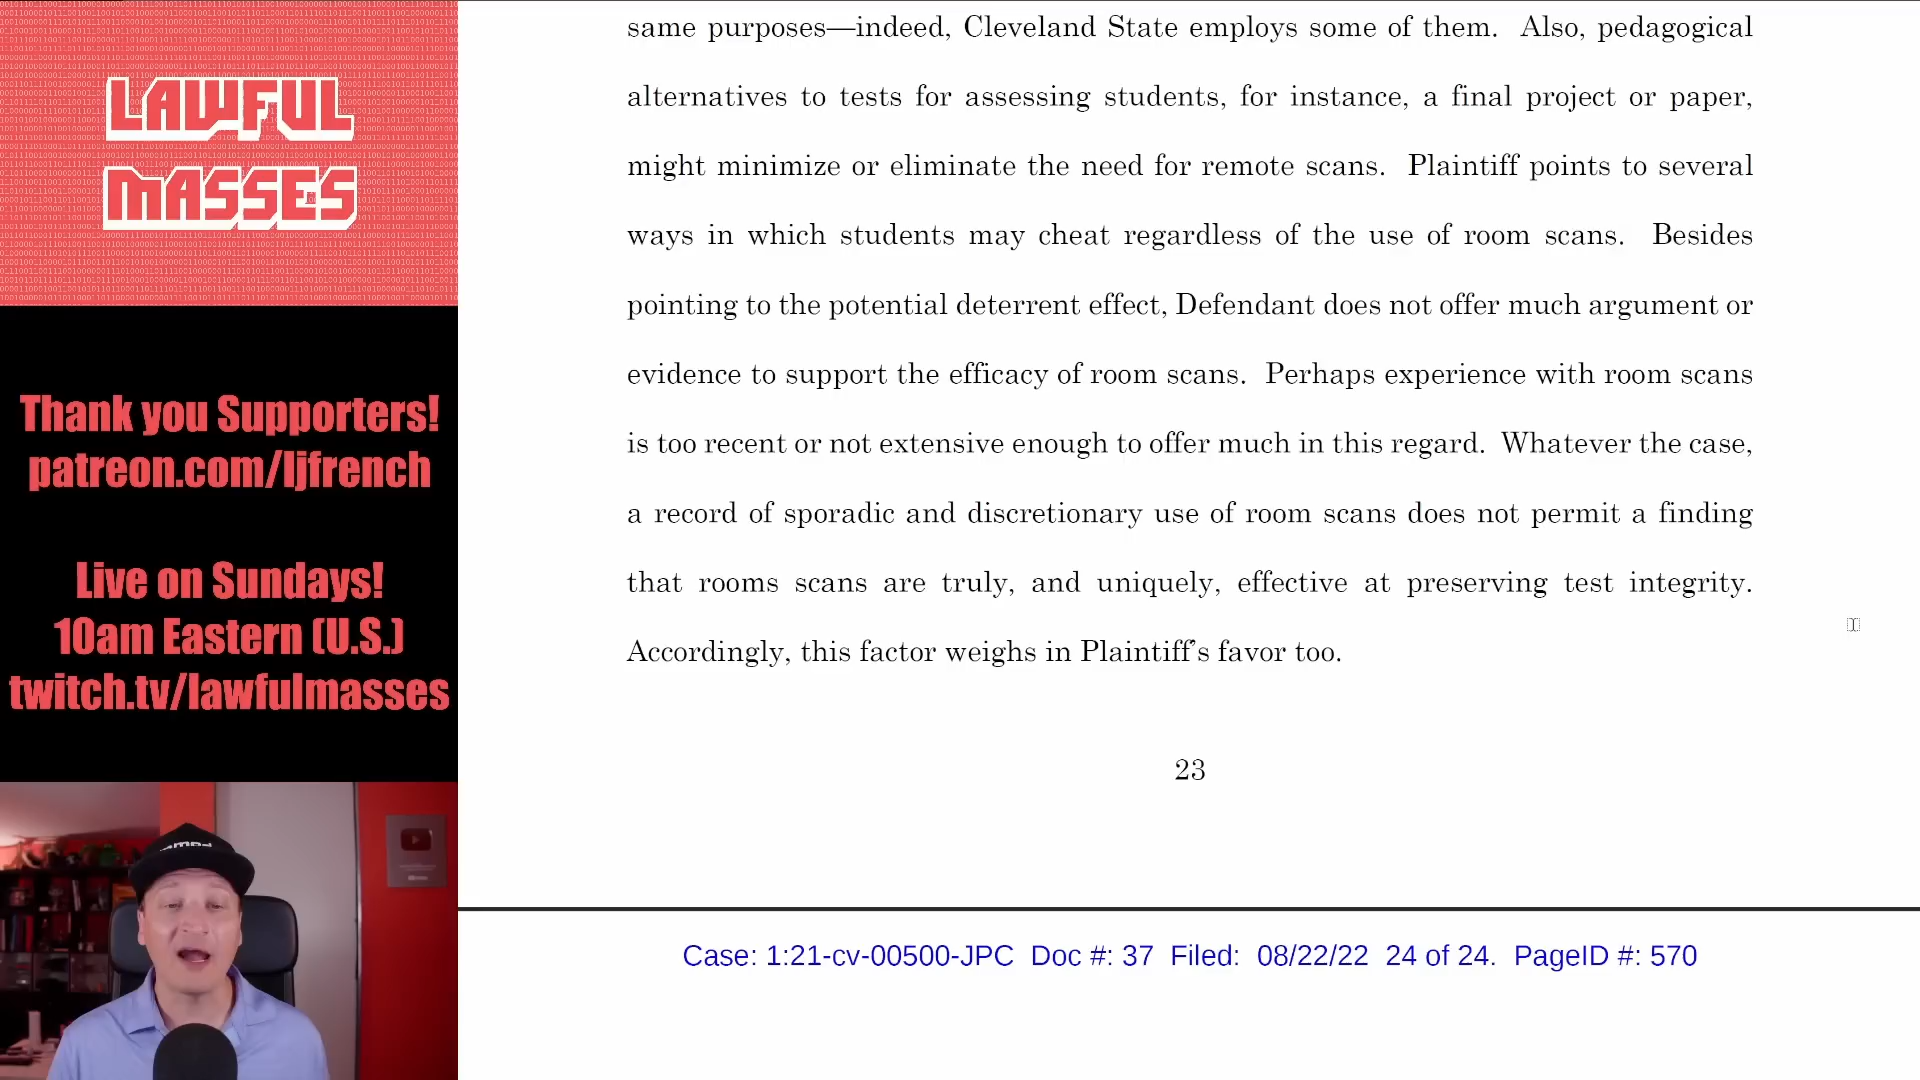 LAWFUL
MASSES
Thank you Supporters!
patreon.com/ljfrench
Live on Sundays!
10am Eastern (U.S.)
twitch.tv/lawfulmasses
same purposes—indeed, Cleveland State employs some of them. Also, pedagogical
alternatives to tests for assessing students, for instance, a final project or paper,
might minimize or eliminate the need for remote scans. Plaintiff points to several
ways in which students may cheat regardless of the use of room scans. Besides
pointing to the potential deterrent effect, Defendant does not offer much argument or
evidence to support the efficacy of room scans. Perhaps experience with room scans
is too recent or not extensive enough to offer much in this regard. Whatever the case,
a record of sporadic and discretionary use of room scans does not permit a finding
that rooms scans are truly, and uniquely, effective at preserving test integrity.
Accordingly, this factor weighs in Plaintiff's favor too.
23
Case: 1:21-cv-00500-JPC Doc #: 37 Filed: 08/22/22 24 of 24. PageID #: 570